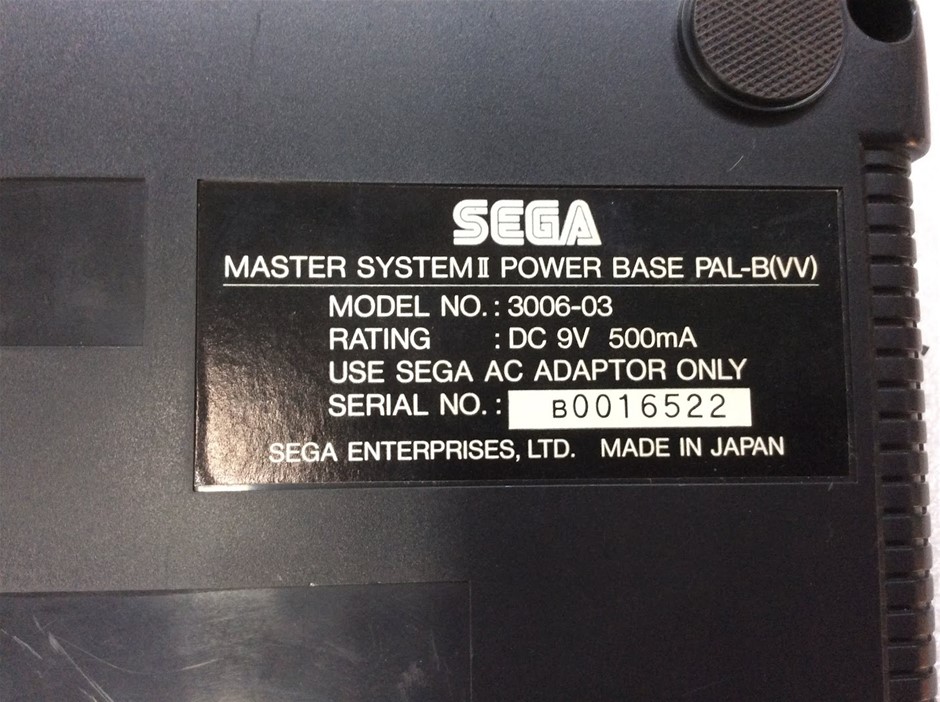 SEGA
MASTER SYSTEM II POWER BASE PAL-B(VV)
MODEL NO. : 3006-03
RATING : DC 9V 500mA
USE SEGA AC ADAPTOR ONLY
SERIAL NO. : B0016522
SEGA ENTERPRISES, LTD. MADE IN JAPAN